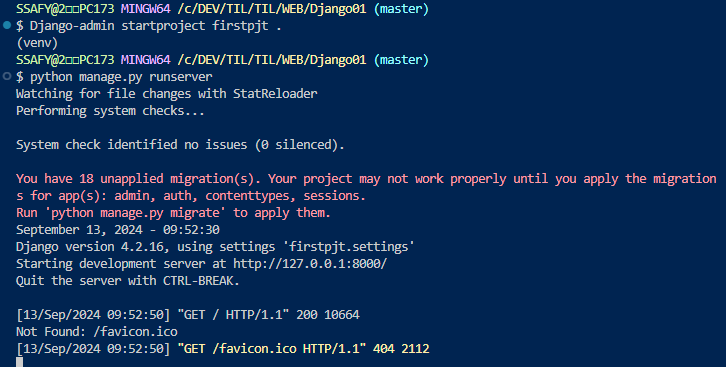 SSAFY@2□□PC173 MINGW64 /c/DEV/TIL/TIL/WEB/Django01 (master)
$ Django-admin startproject firstpjt .
(venv)
SSAFY@2□□PC173 MINGW64 /c/DEV/TIL/TIL/WEB/Django01 (master)
$ python manage.py runserver
Watching for file changes with StatReloader
Performing system checks...
System check identified no issues (0 silenced).
You have 18 unapplied migration(s). Your project may not work properly until you apply the migration
s for app(s): admin, auth, contenttypes, sessions.
Run 'python manage.py migrate' to apply them.
September 13, 2024 - 09:52:30
Django version 4.2.16, using settings 'firstpjt.settings'
Starting development server at http://127.0.0.1:8000/
Quit the server with CTRL-BREAK.
[13/Sep/2024 09:52:50] "GET / HTTP/1.1" 200 10664
Not Found: /favicon.ico
[13/Sep/2024 09:52:50] "GET /favicon.ico HTTP/1.1" 404 2112